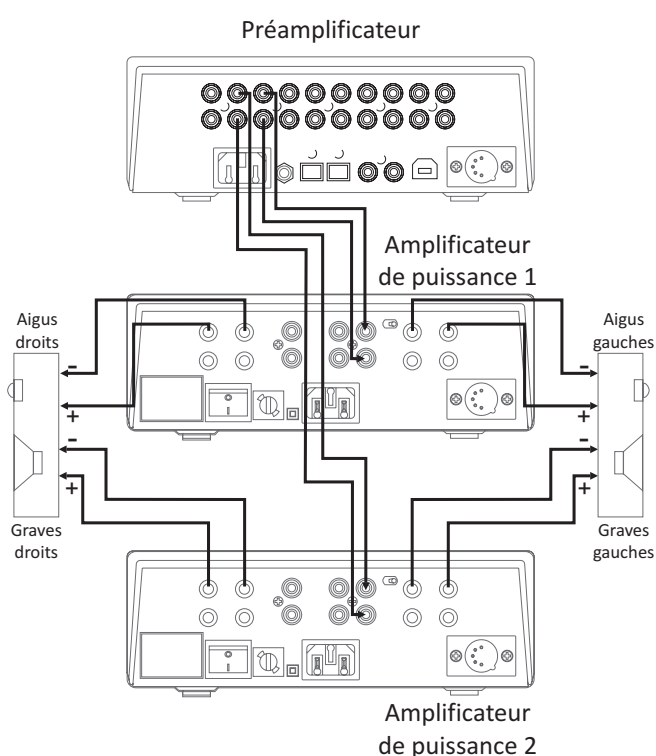 Préamplificateur
Amplificateur
de puissance 1
Aigus
droits
Aigus
gauches
-
+
-
+
-
+
-
+
Graves
droits
Graves
gauches
Amplificateur
de puissance 2